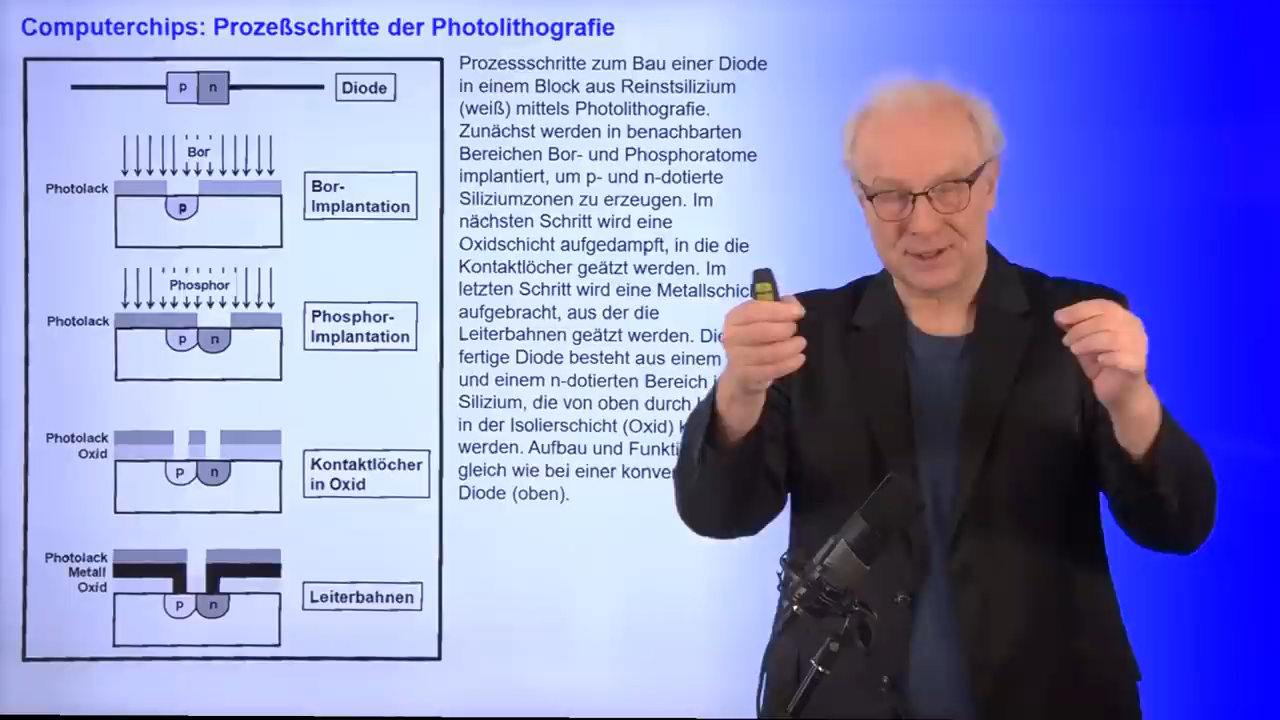 Computerchips: Prozeßschritte der Photolithografie
p n
Diode
Bor
Photolack
p
Bor-
Implantation
Phosphor
Photolack
p n
Phosphor-
Implantation
Photolack
Oxid
p n
Kontaktlöcher
in Oxid
Photolack
Metall
Oxid
p n
Leiterbahnen
Prozessschritte zum Bau einer Diode
in einem Block aus Reinstsilizium
(weiß) mittels Photolithografie.
Zunächst werden in benachbarten
Bereichen Bor- und Phosphoratome
implantiert, um p- und n-dotierte
Siliziumzonen zu erzeugen. Im
nächsten Schritt wird eine
Oxidschicht aufgedampft, in die die
Kontaktlöcher geätzt werden. Im
letzten Schritt wird eine Metallschic
aufgebracht, aus der die
Leiterbahnen geätzt werden. Di
fertige Diode besteht aus einem
und einem n-dotierten Bereich
Silizium, die von oben durch
in der Isolierschicht (Oxid)
werden. Aufbau und Funkti
gleich wie bei einer konve
Diode (oben).